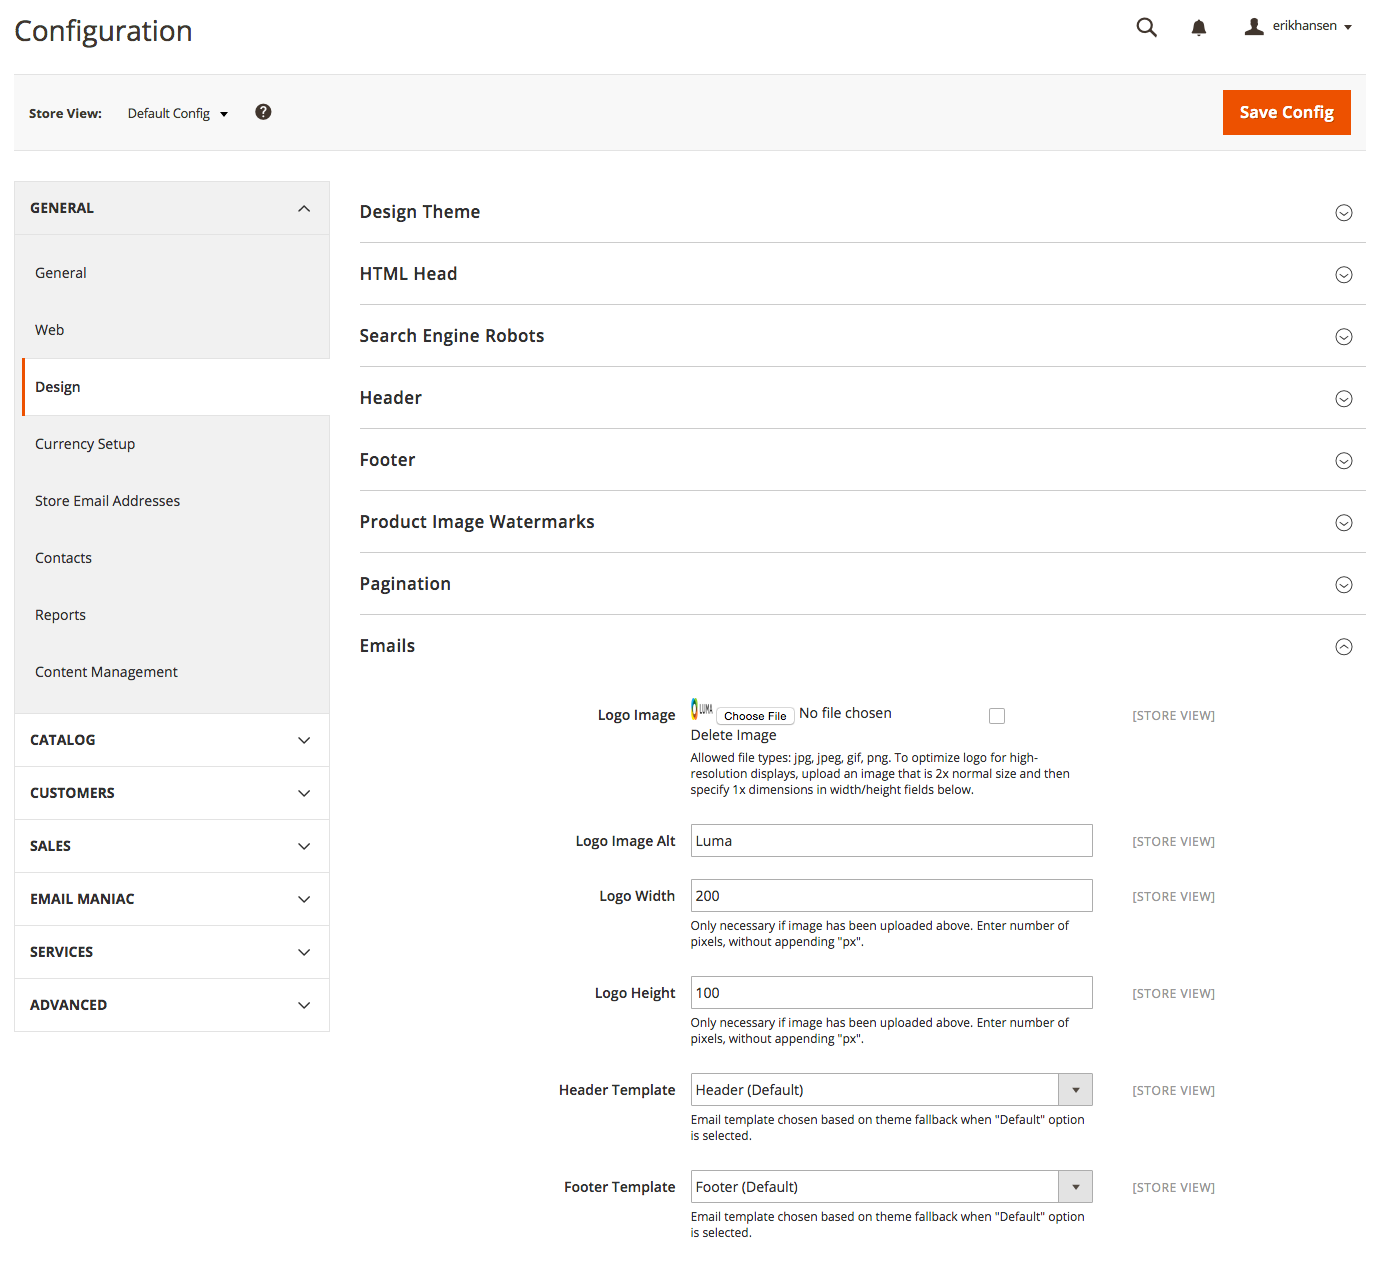 Configuration
erikhansen
Store View: Default Config ?
Save Config
GENERAL
General
Web
Design
Currency Setup
Store Email Addresses
Contacts
Reports
Content Management
CATALOG
CUSTOMERS
SALES
EMAIL MANIAC
SERVICES
ADVANCED
Design Theme
HTML Head
Search Engine Robots
Header
Footer
Product Image Watermarks
Pagination
Emails
Logo Image LUMA Choose File No file chosen [STORE VIEW]
Delete Image
Allowed file types: jpg, jpeg, gif, png. To optimize logo for high-
resolution displays, upload an image that is 2x normal size and then
specify 1x dimensions in width/height fields below.
Logo Image Alt Luma [STORE VIEW]
Logo Width 200 [STORE VIEW]
Only necessary if image has been uploaded above. Enter number of
pixels, without appending "px".
Logo Height 100 [STORE VIEW]
Only necessary if image has been uploaded above. Enter number of
pixels, without appending "px".
Header Template Header (Default) [STORE VIEW]
Email template chosen based on theme fallback when "Default" option
is selected.
Footer Template Footer (Default) [STORE VIEW]
Email template chosen based on theme fallback when "Default" option
is selected.